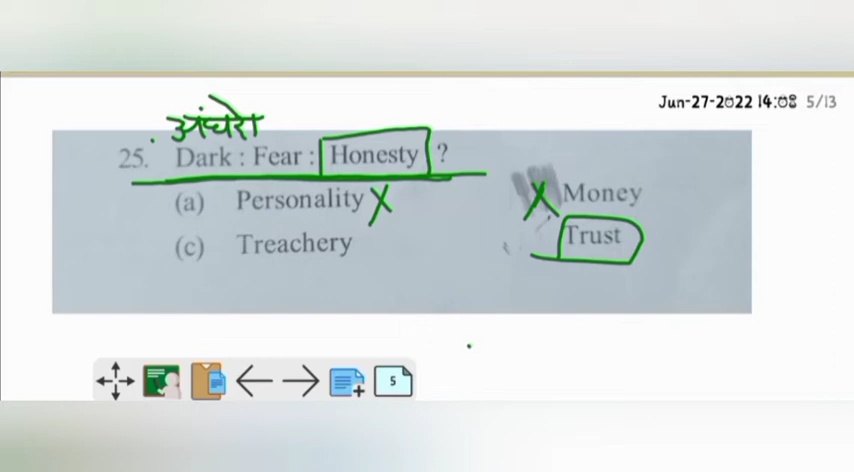 Jun-27-2022 14:08 5/13
अंधेरा
25. Dark : Fear : Honesty ?
(a) Personality X X Money
(c) Treachery Trust
5